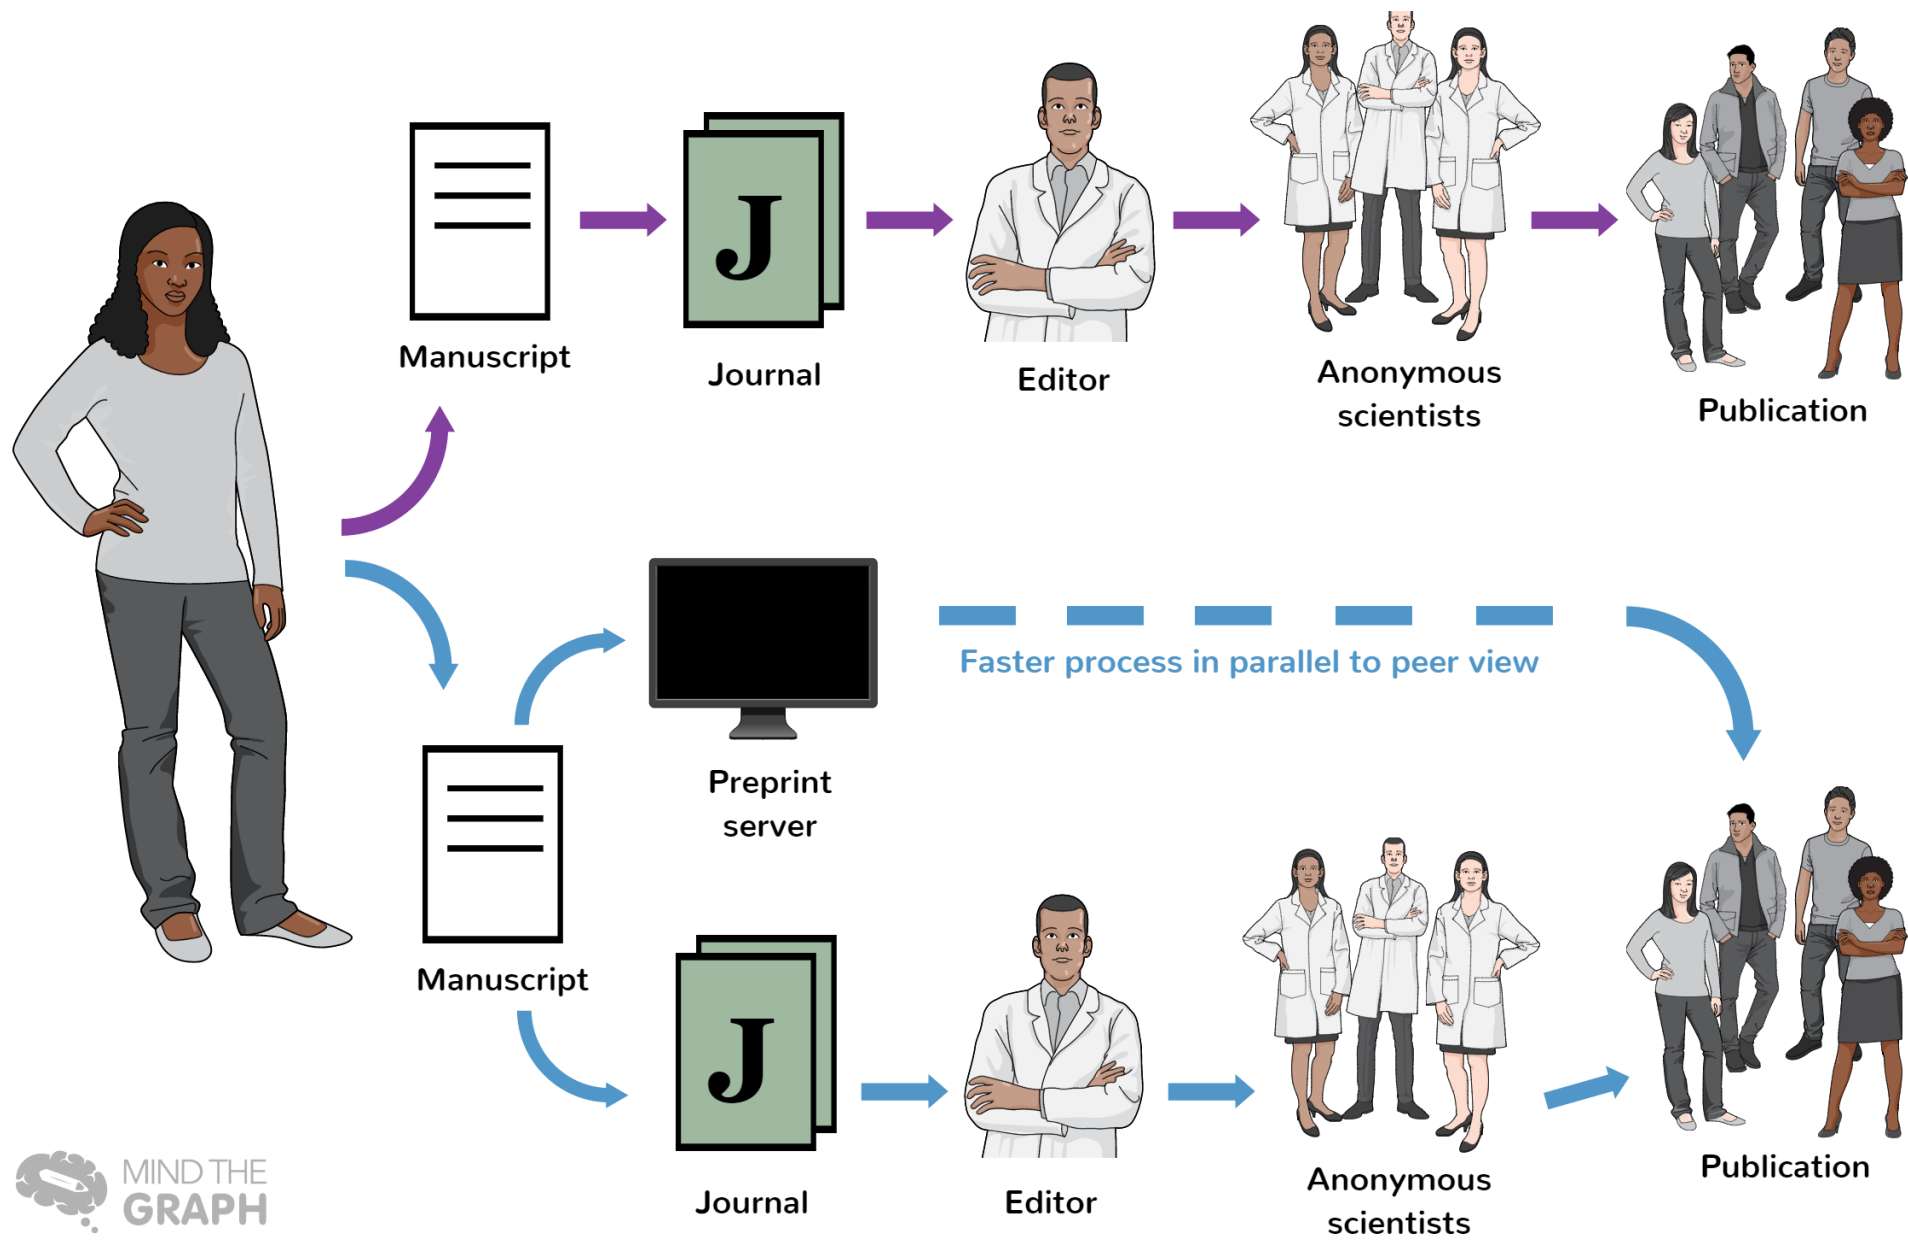 Manuscript
J
Journal
Editor
Anonymous
scientists
Publication
Faster process in parallel to peer view
Preprint
server
Manuscript
J
Journal
Editor
Anonymous
scientists
Publication
MIND THE
GRAPH